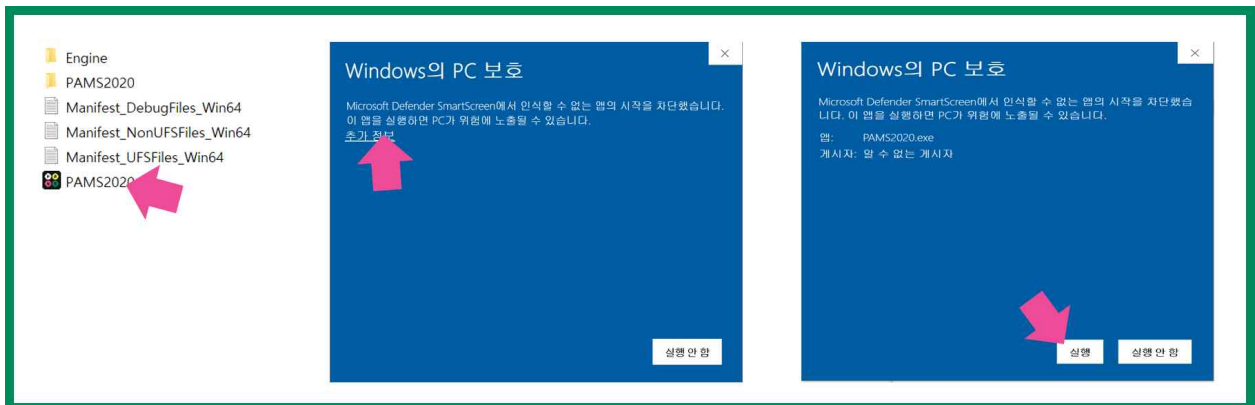 Engine
PAMS2020
Manifest_DebugFiles_Win64
Manifest_NonUFSFiles_Win64
Manifest_UFSFiles_Win64
PAMS2020
Windows의 PC 보호
Microsoft Defender SmartScreen에서 인식할 수 없는 앱의 시작을 차단했습니다.
이 앱을 실행하면 PC가 위험에 노출될 수 있습니다.
추가 정보
실행 안 함
Windows의 PC 보호
Microsoft Defender SmartScreen에서 인식할 수 없는 앱의 시작을 차단했습
니다. 이 앱을 실행하면 PC가 위험에 노출될 수 있습니다.
앱: PAMS2020.exe
게시자: 알 수 없는 게시자
실행 실행 안 함